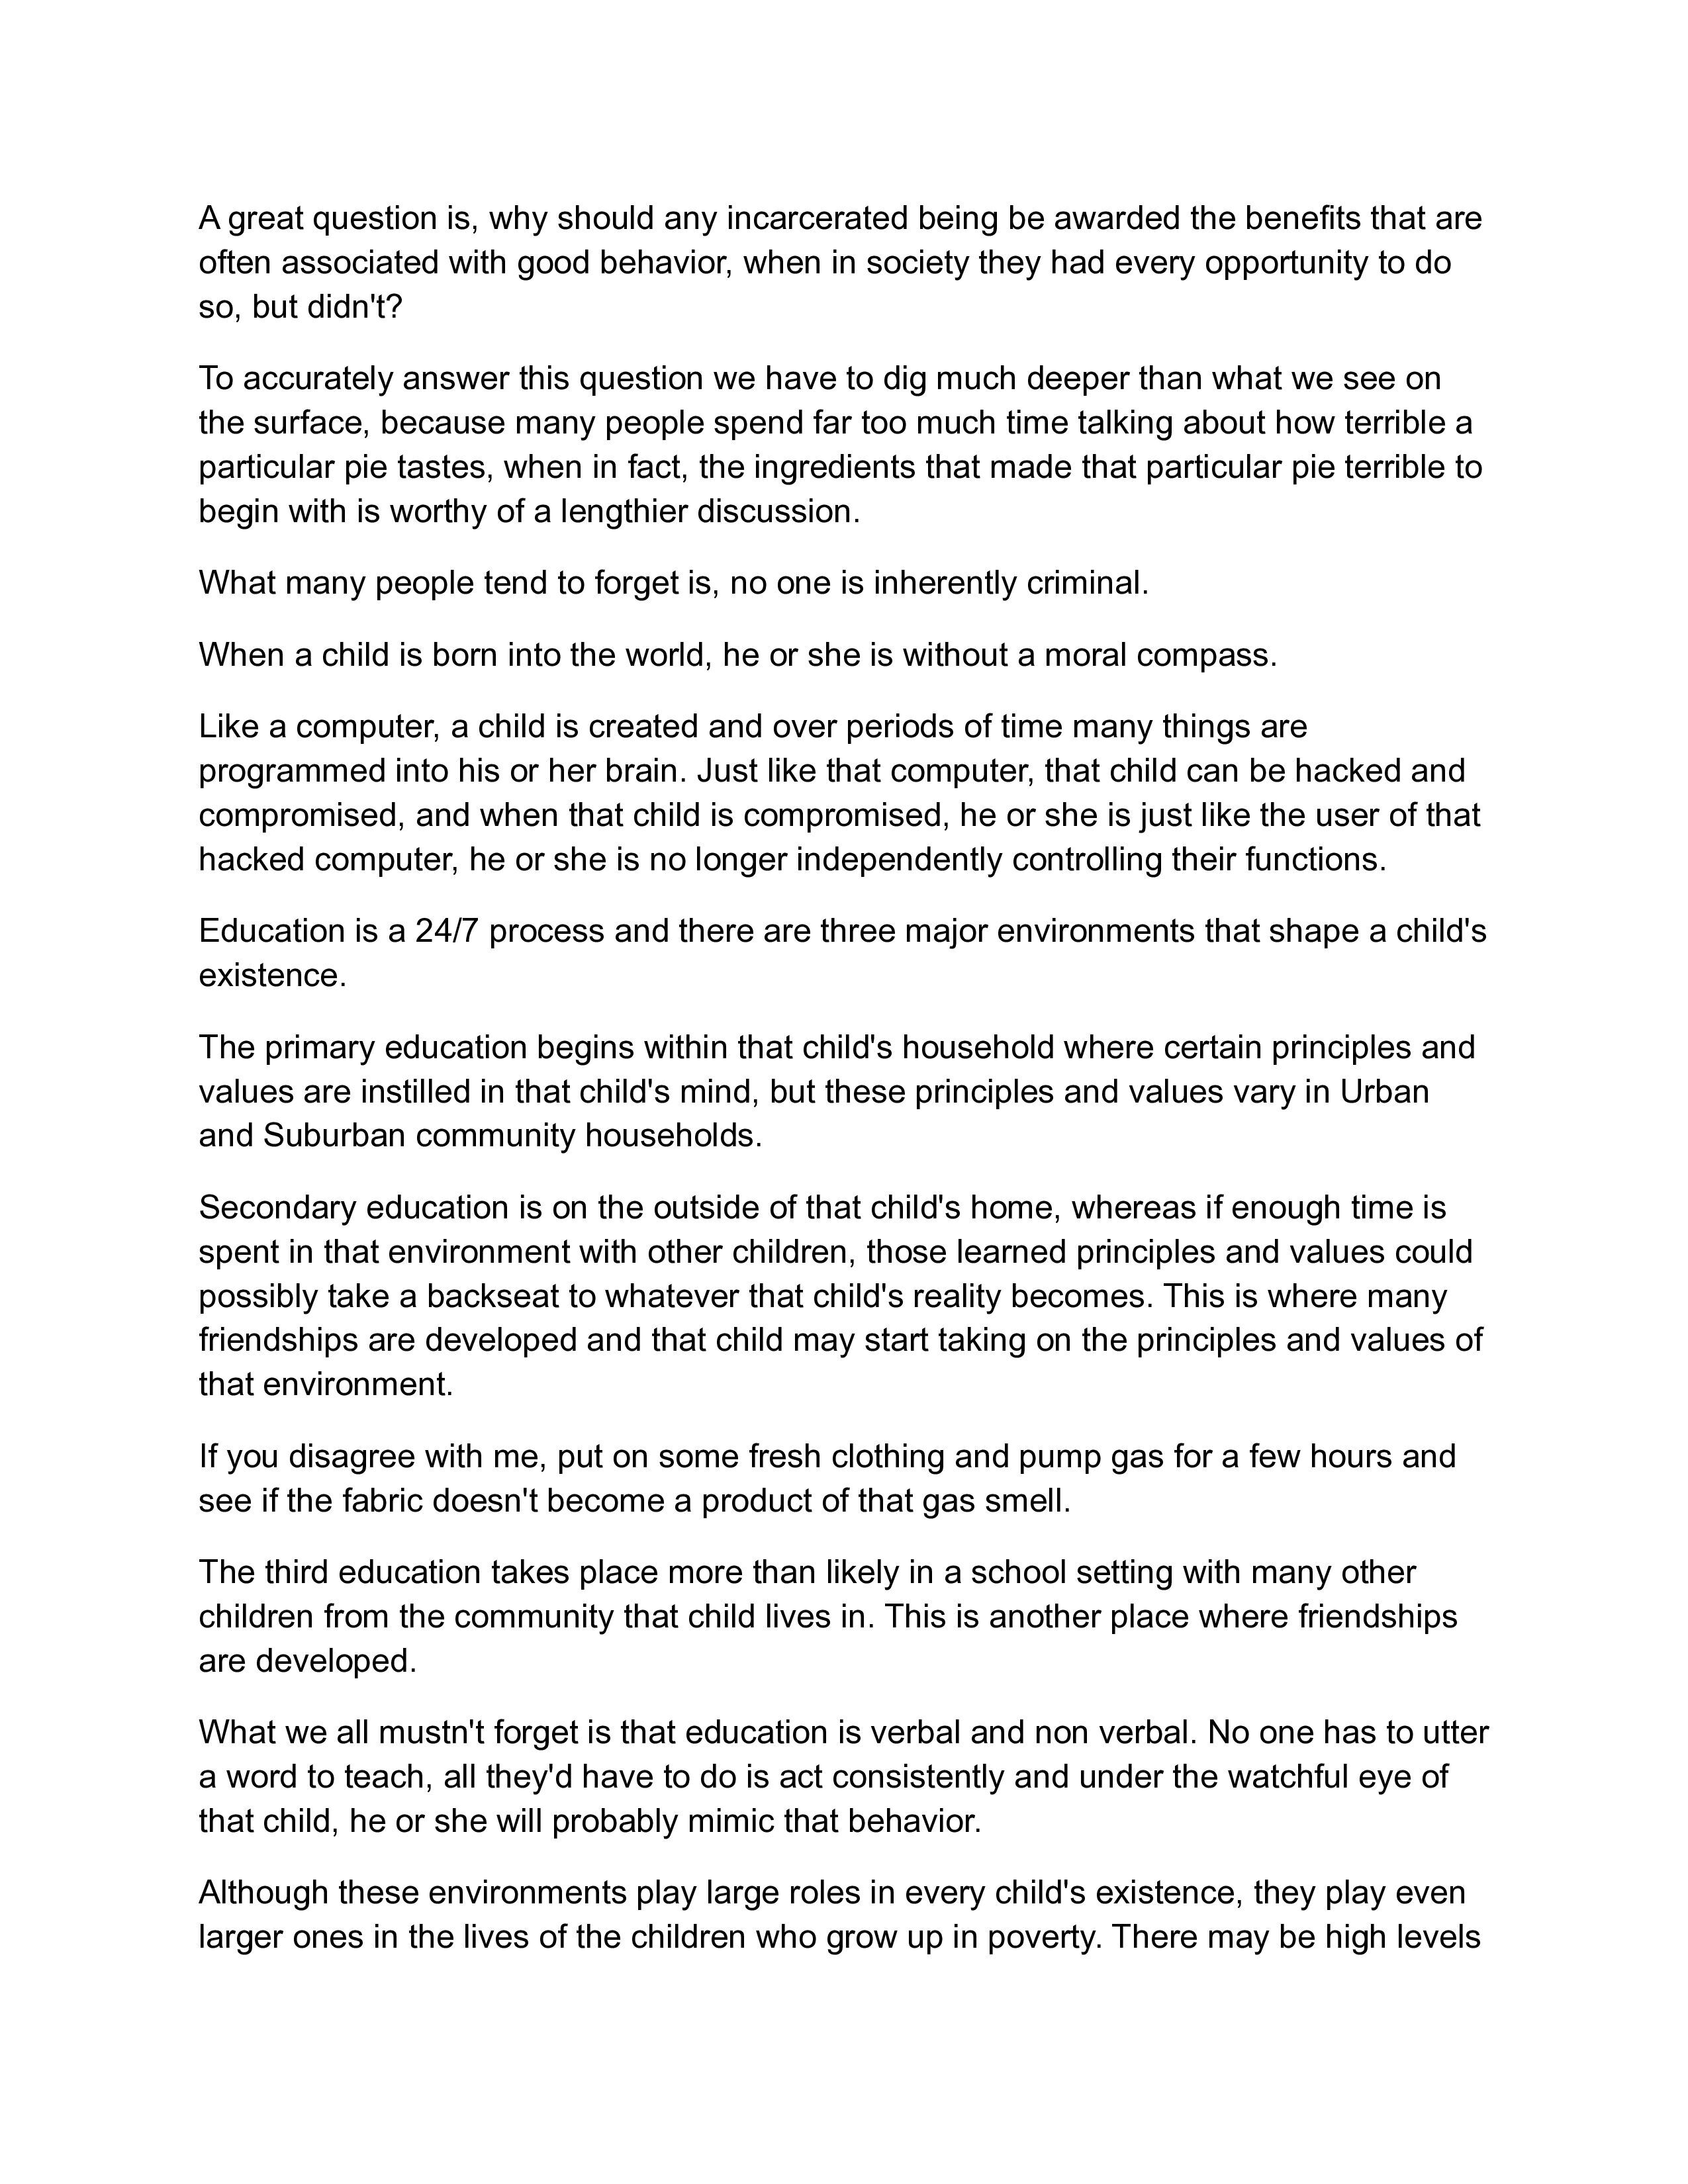 A great question is, why should any incarcerated being be awarded the benefits that are
often associated with good behavior, when in society they had every opportunity to do
so, but didn't?
To accurately answer this question we have to dig much deeper than what we see on
the surface, because many people spend far too much time talking about how terrible a
particular pie tastes, when in fact, the ingredients that made that particular pie terrible to
begin with is worthy of a lengthier discussion.
What many people tend to forget is, no one is inherently criminal.
When a child is born into the world, he or she is without a moral compass.
Like a computer, a child is created and over periods of time many things are
programmed into his or her brain. Just like that computer, that child can be hacked and
compromised, and when that child is compromised, he or she is just like the user of that
hacked computer, he or she is no longer independently controlling their functions.
Education is a 24/7 process and there are three major environments that shape a child's
existence.
The primary education begins within that child's household where certain principles and
values are instilled in that child's mind, but these principles and values vary in Urban
and Suburban community households.
Secondary education is on the outside of that child's home, whereas if enough time is
spent in that environment with other children, those learned principles and values could
possibly take a backseat to whatever that child's reality becomes. This is where many
friendships are developed and that child may start taking on the principles and values of
that environment.
If you disagree with me, put on some fresh clothing and pump gas for a few hours and
see if the fabric doesn't become a product of that gas smell.
The third education takes place more than likely in a school setting with many other
children from the community that child lives in. This is another place where friendships
are developed.
What we all mustn't forget is that education is verbal and non verbal. No one has to utter
a word to teach, all they'd have to do is act consistently and under the watchful eye of
that child, he or she will probably mimic that behavior.
Although these environments play large roles in every child's existence, they play even
larger ones in the lives of the children who grow up in poverty. There may be high levels